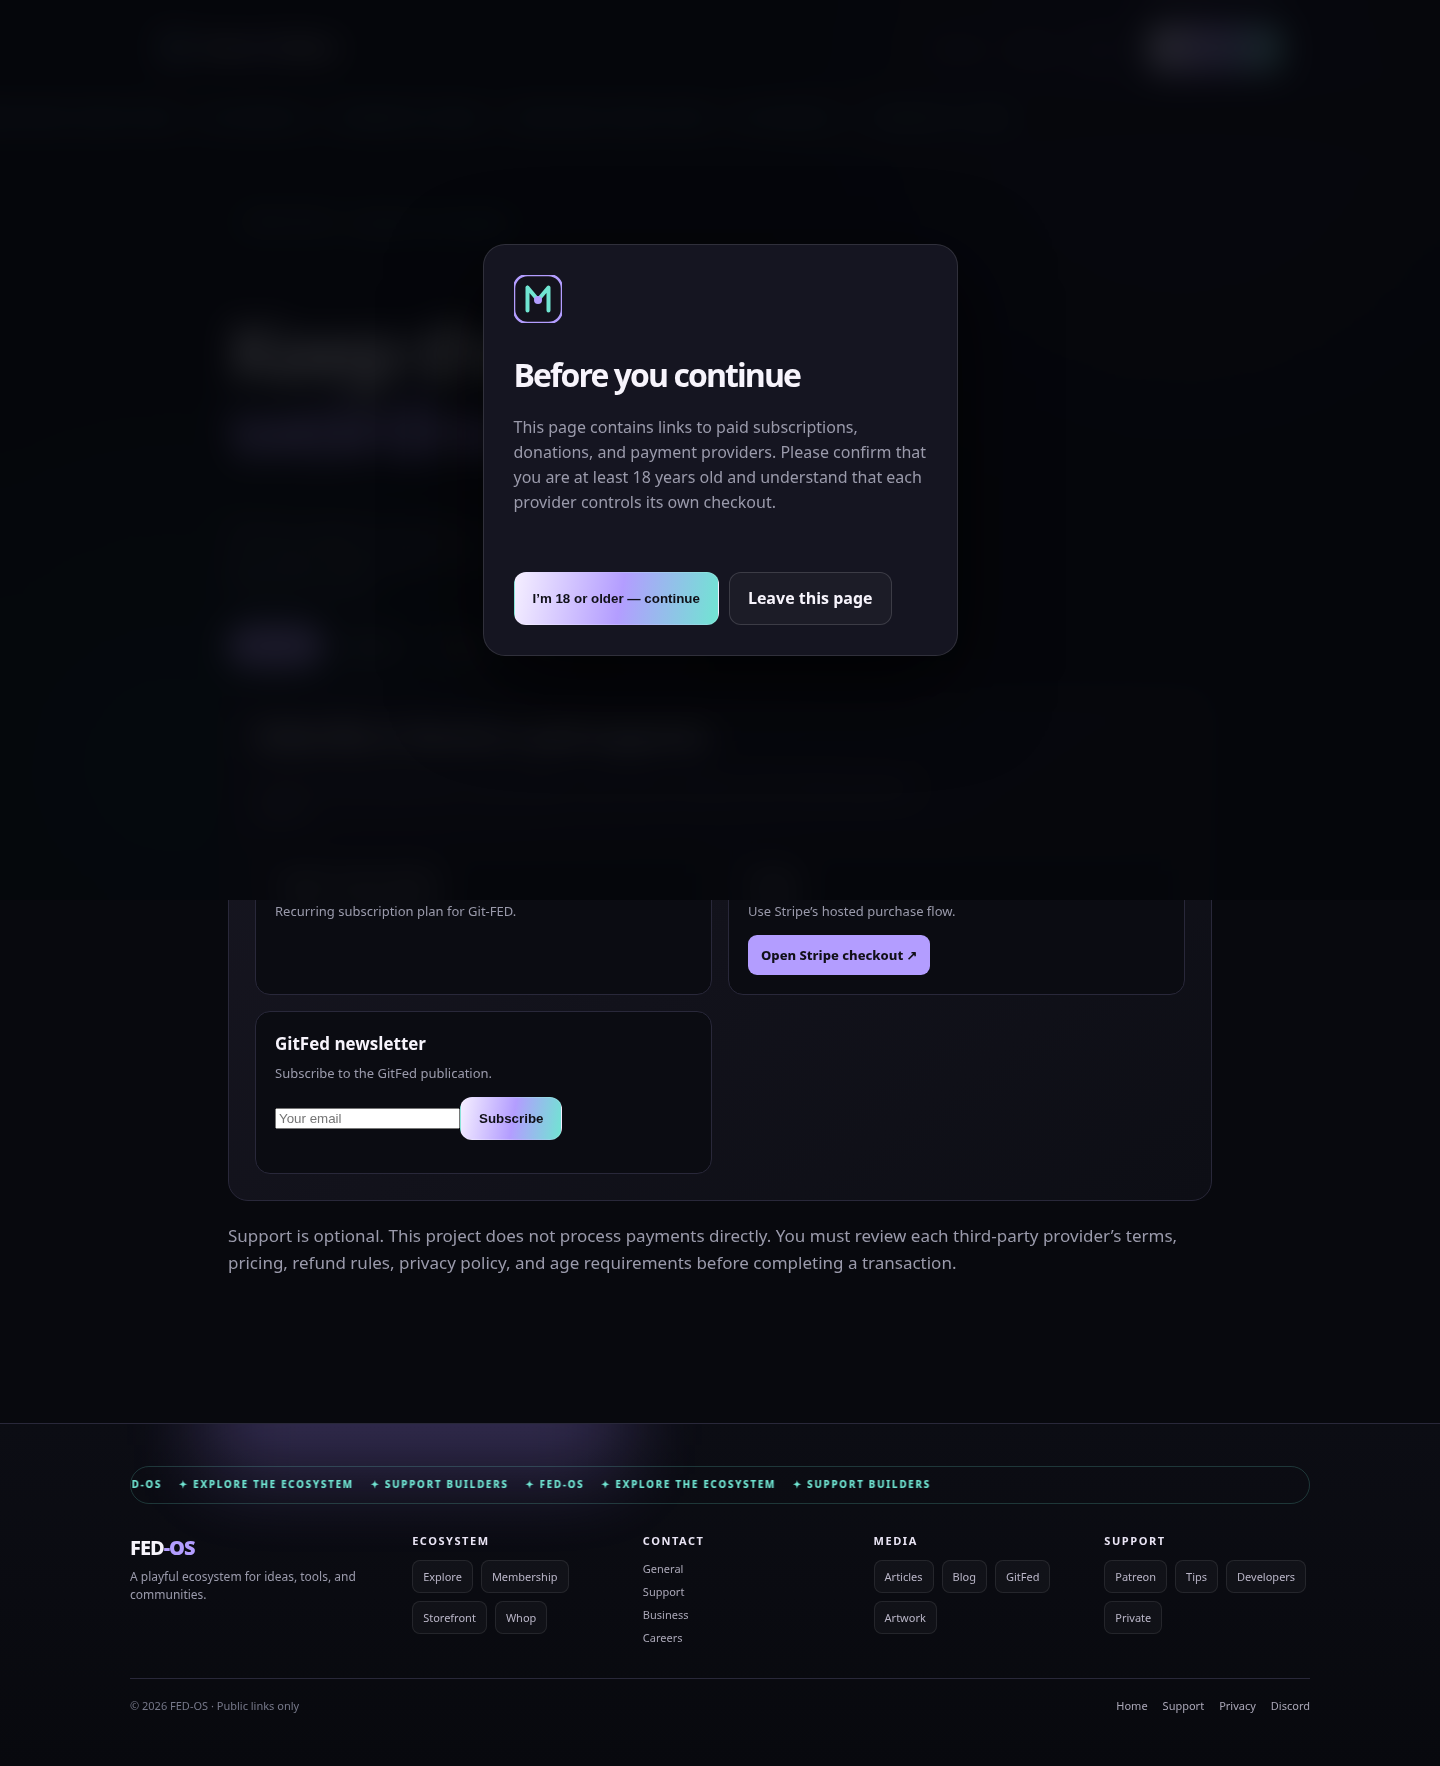 Before you continue
This page contains links to paid subscriptions,
donations, and payment providers. Please confirm that
you are at least 18 years old and understand that each
provider controls its own checkout.
I’m 18 or older — continue
Leave this page
Recurring subscription plan for Git-FED.
Use Stripe’s hosted purchase flow.
Open Stripe checkout ↗
GitFed newsletter
Subscribe to the GitFed publication.
Your email
Subscribe
Support is optional. This project does not process payments directly. You must review each third-party provider’s terms,
pricing, refund rules, privacy policy, and age requirements before completing a transaction.
D-OS ✦ EXPLORE THE ECOSYSTEM ✦ SUPPORT BUILDERS ✦ FED-OS ✦ EXPLORE THE ECOSYSTEM ✦ SUPPORT BUILDERS
FED-OS
A playful ecosystem for ideas, tools, and
communities.
ECOSYSTEM
Explore Membership
Storefront Whop
CONTACT
General
Support
Business
Careers
MEDIA
Articles Blog GitFed
Artwork
SUPPORT
Patreon Tips Developers
Private
© 2026 FED-OS · Public links only
Home Support Privacy Discord